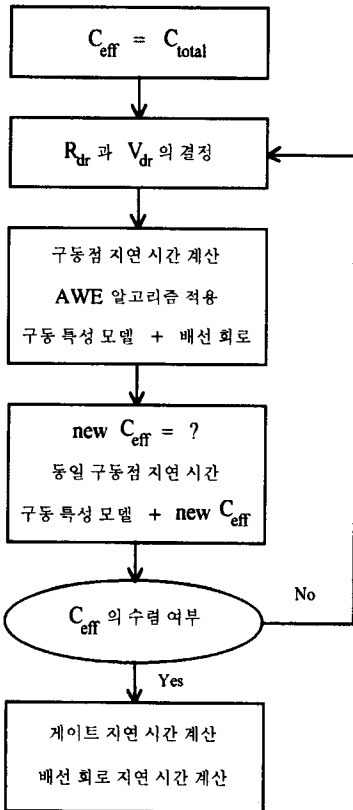 C_eff = C_total
R_dr 과 V_dr 의 결정
구동점 지연 시간 계산
AWE 알고리즘 적용
구동 특성 모델 + 배선 회로
new C_eff = ?
동일 구동점 지연 시간
구동 특성 모델 + new C_eff
C_eff 의 수렴 여부
No
Yes
게이트 지연 시간 계산
배선 회로 지연 시간 계산